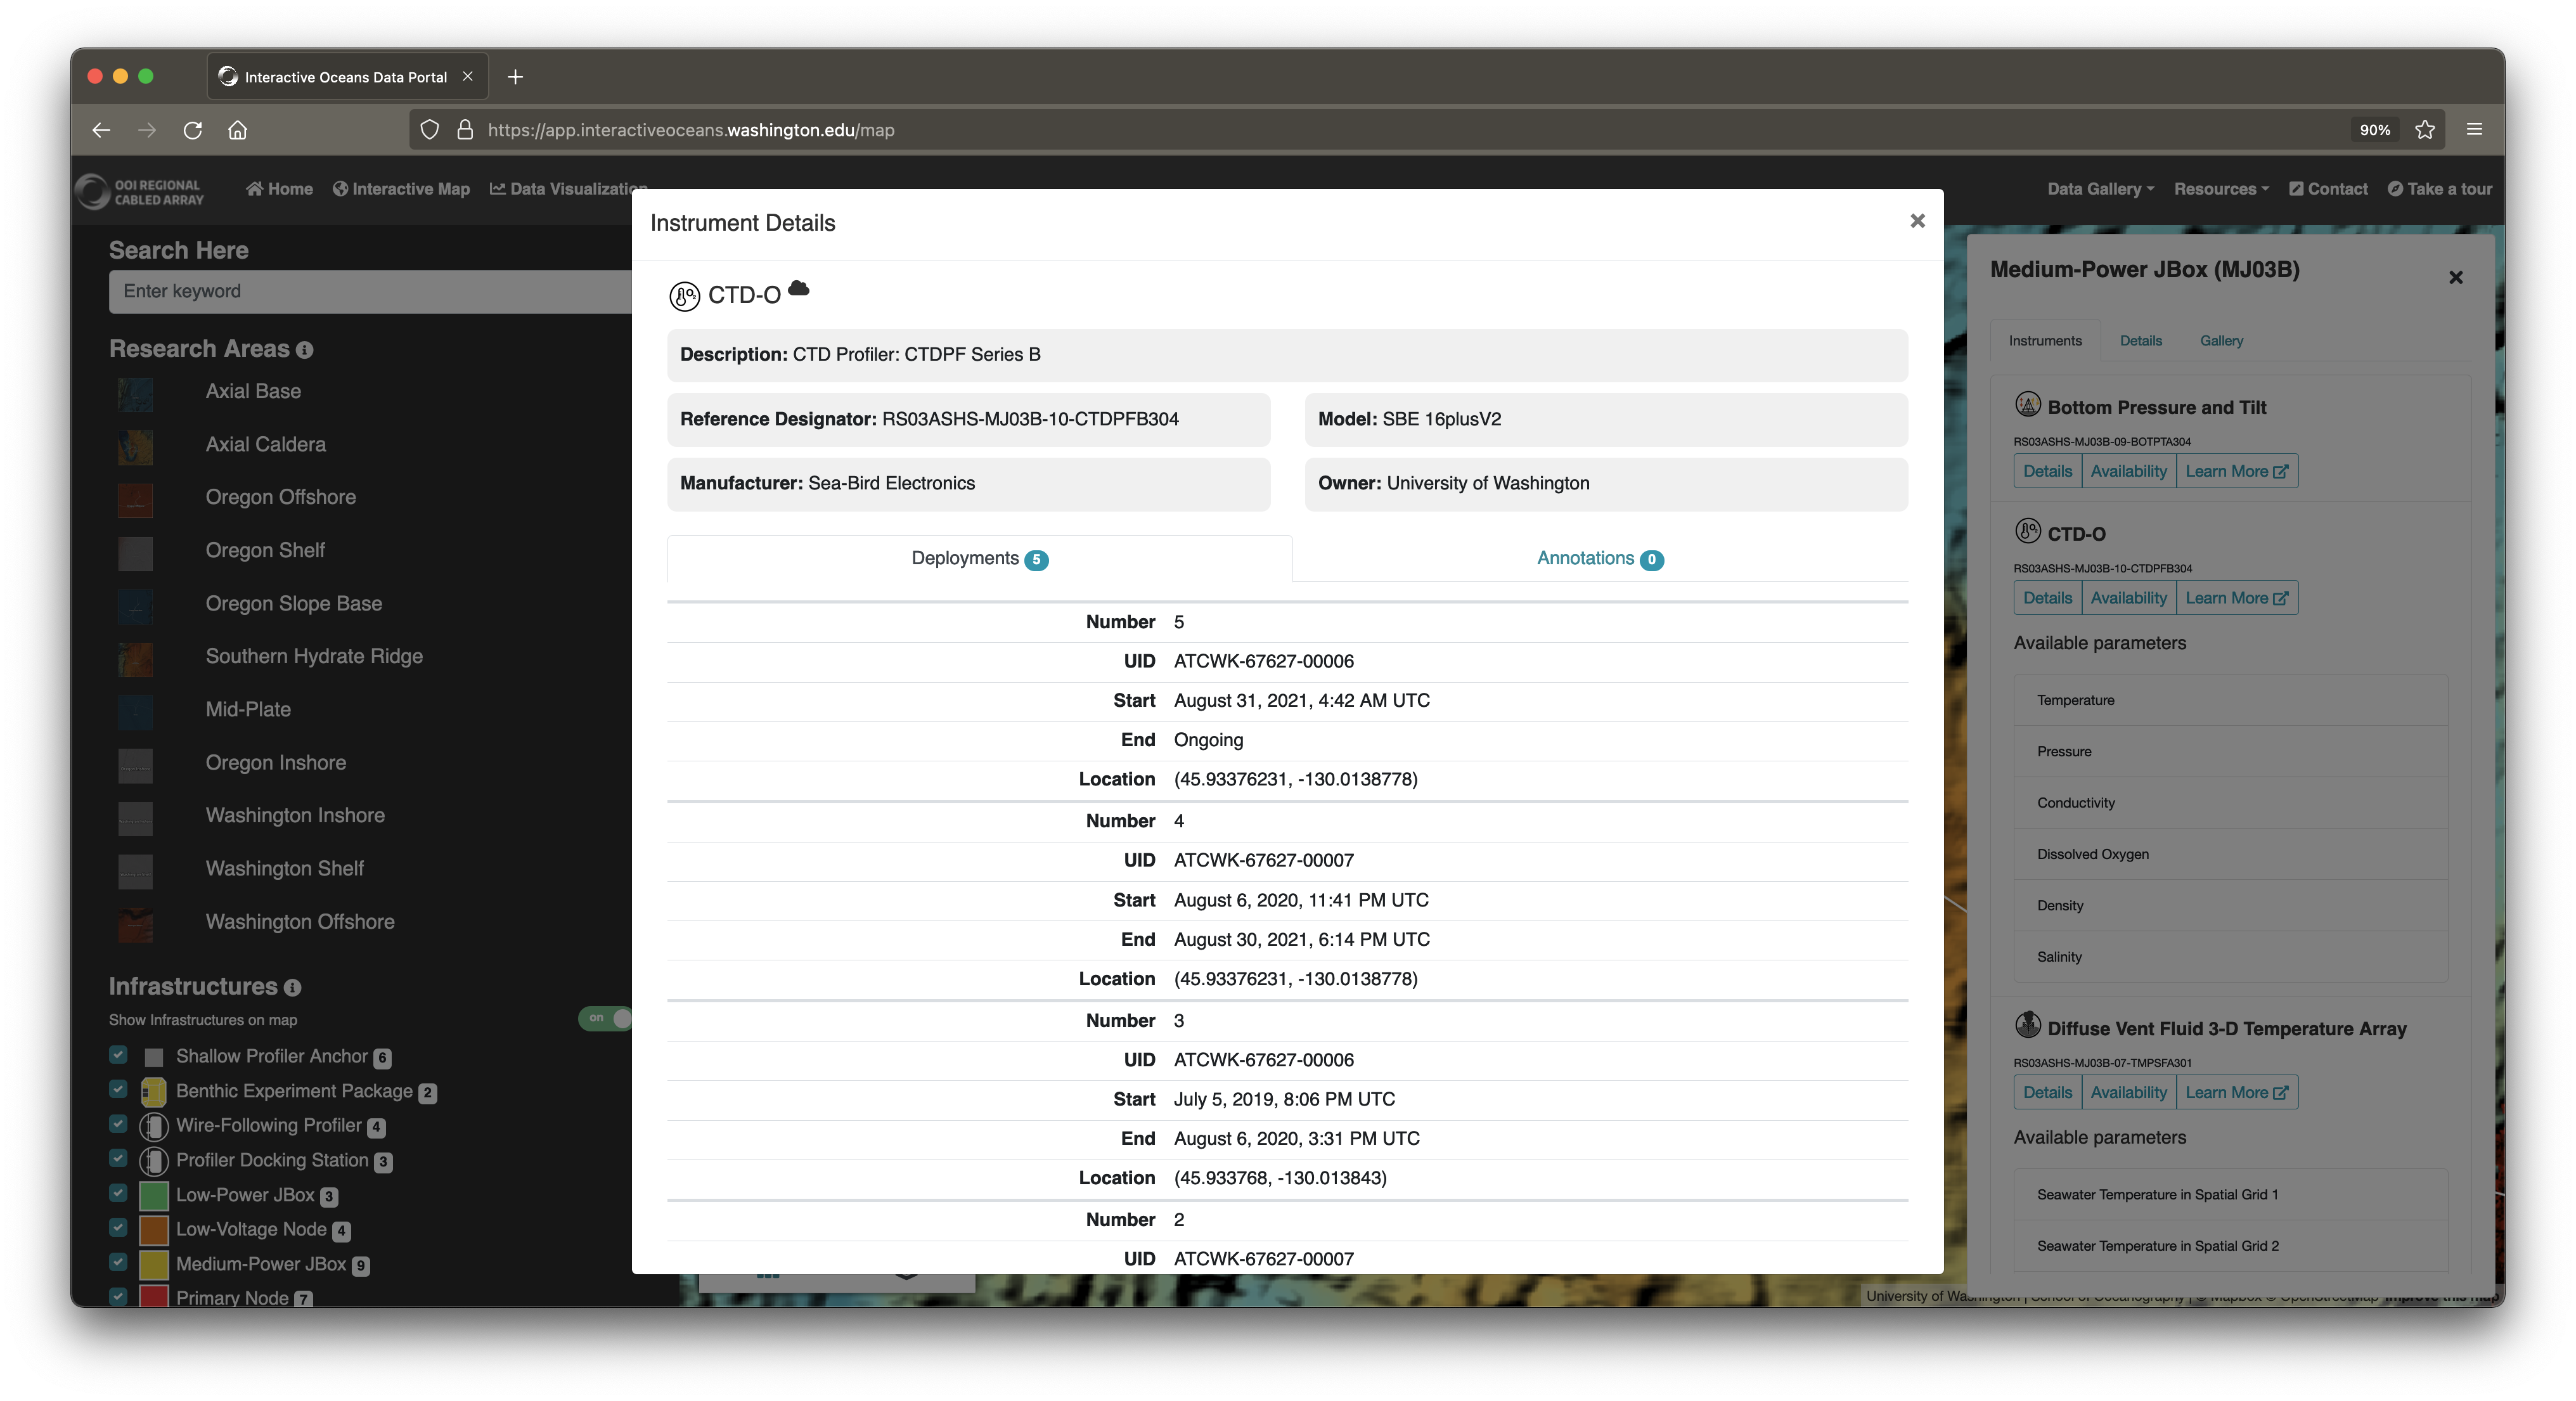 Interactive Oceans Data Portal
https://app.interactiveoceans.washington.edu/map
90%
OOI REGIONAL
CABLED ARRAY
Home
Interactive Map
Data Visualization
Data Gallery
Resources
Contact
Take a tour
Search Here
Enter keyword
Research Areas
Axial Base
Axial Caldera
Oregon Offshore
Oregon Shelf
Oregon Slope Base
Southern Hydrate Ridge
Mid-Plate
Oregon Inshore
Washington Inshore
Washington Shelf
Washington Offshore
Infrastructures
Show Infrastructures on map
on
Shallow Profiler Anchor 6
Benthic Experiment Package 2
Wire-Following Profiler 4
Profiler Docking Station 3
Low-Power JBox 3
Low-Voltage Node 4
Medium-Power JBox 9
Primary Node 7
Instrument Details
CTD-O
Description: CTD Profiler: CTDPF Series B
Reference Designator: RS03ASHS-MJ03B-10-CTDPFB304
Model: SBE 16plusV2
Manufacturer: Sea-Bird Electronics
Owner: University of Washington
Deployments 5
Annotations 0
Number 5
UID ATCWK-67627-00006
Start August 31, 2021, 4:42 AM UTC
End Ongoing
Location (45.93376231, -130.0138778)
Number 4
UID ATCWK-67627-00007
Start August 6, 2020, 11:41 PM UTC
End August 30, 2021, 6:14 PM UTC
Location (45.93376231, -130.0138778)
Number 3
UID ATCWK-67627-00006
Start July 5, 2019, 8:06 PM UTC
End August 6, 2020, 3:31 PM UTC
Location (45.933768, -130.013843)
Number 2
UID ATCWK-67627-00007
Medium-Power JBox (MJ03B)
Instruments
Details
Gallery
Bottom Pressure and Tilt
RS03ASHS-MJ03B-09-BOTPTA304
Details
Availability
Learn More
CTD-O
RS03ASHS-MJ03B-10-CTDPFB304
Details
Availability
Learn More
Available parameters
Temperature
Pressure
Conductivity
Dissolved Oxygen
Density
Salinity
Diffuse Vent Fluid 3-D Temperature Array
RS03ASHS-MJ03B-07-TMPSFA301
Details
Availability
Learn More
Available parameters
Seawater Temperature in Spatial Grid 1
Seawater Temperature in Spatial Grid 2
University of Washington | School of Oceanography | © Mapbox © OpenStreetMap Improve this map